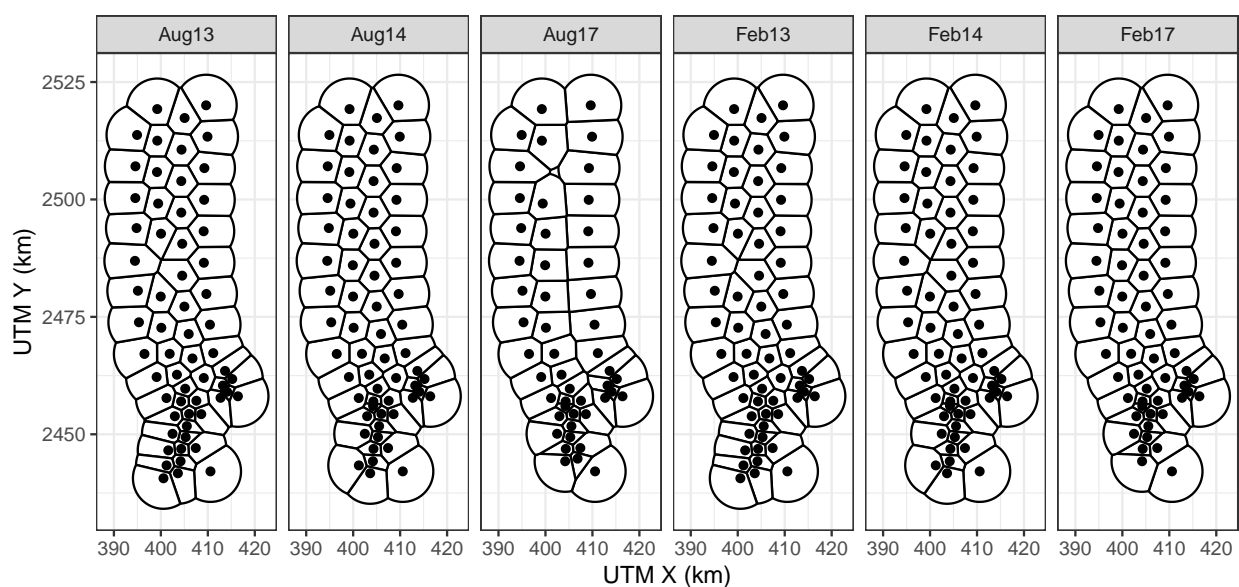 Aug13 Aug14 Aug17 Feb13 Feb14 Feb17
2525
2500
2475
2450
390 400 410 420 390 400 410 420 390 400 410 420 390 400 410 420 390 400 410 420 390 400 410 420
UTM X (km)
UTM Y (km)